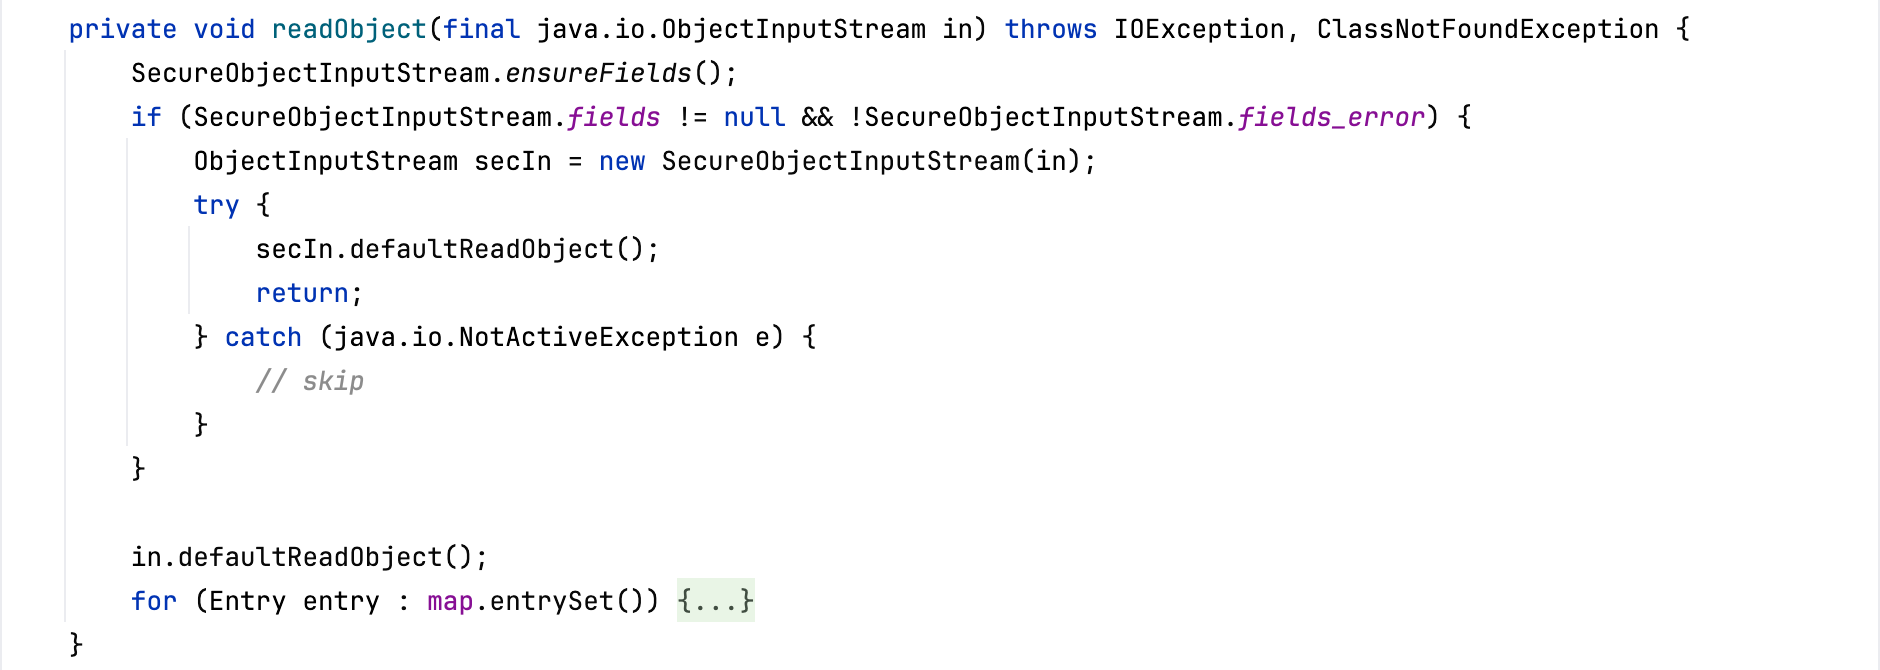 private void readObject(final java.io.ObjectInputStream in) throws IOException, ClassNotFoundException {
    SecureObjectInputStream.ensureFields();
    if (SecureObjectInputStream.fields != null && !SecureObjectInputStream.fields_error) {
        ObjectInputStream secIn = new SecureObjectInputStream(in);
        try {
            secIn.defaultReadObject();
            return;
        } catch (java.io.NotActiveException e) {
            // skip
        }
    }

    in.defaultReadObject();
    for (Entry entry : map.entrySet()) {...}
}